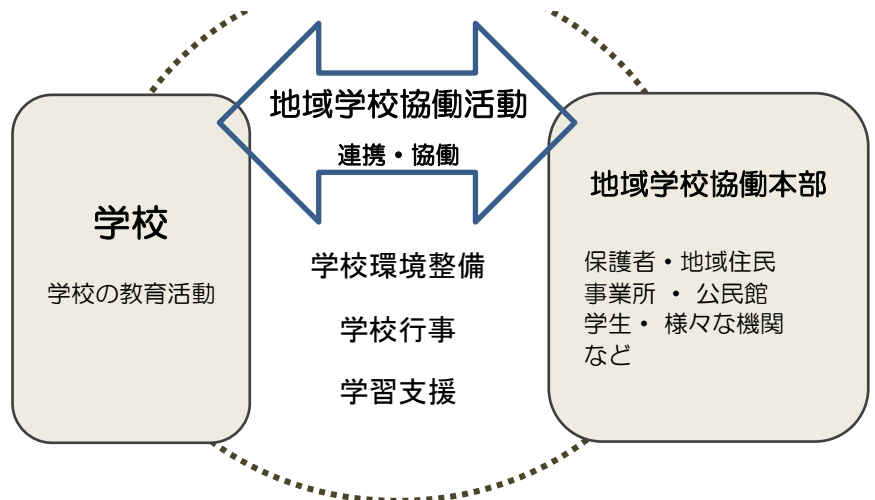 地域学校協働活動
連携・協働
学校
学校の教育活動
学校環境整備
学校行事
学習支援
地域学校協働本部
保護者・地域住民
事業所 ・ 公民館
学生・ 様々な機関
など